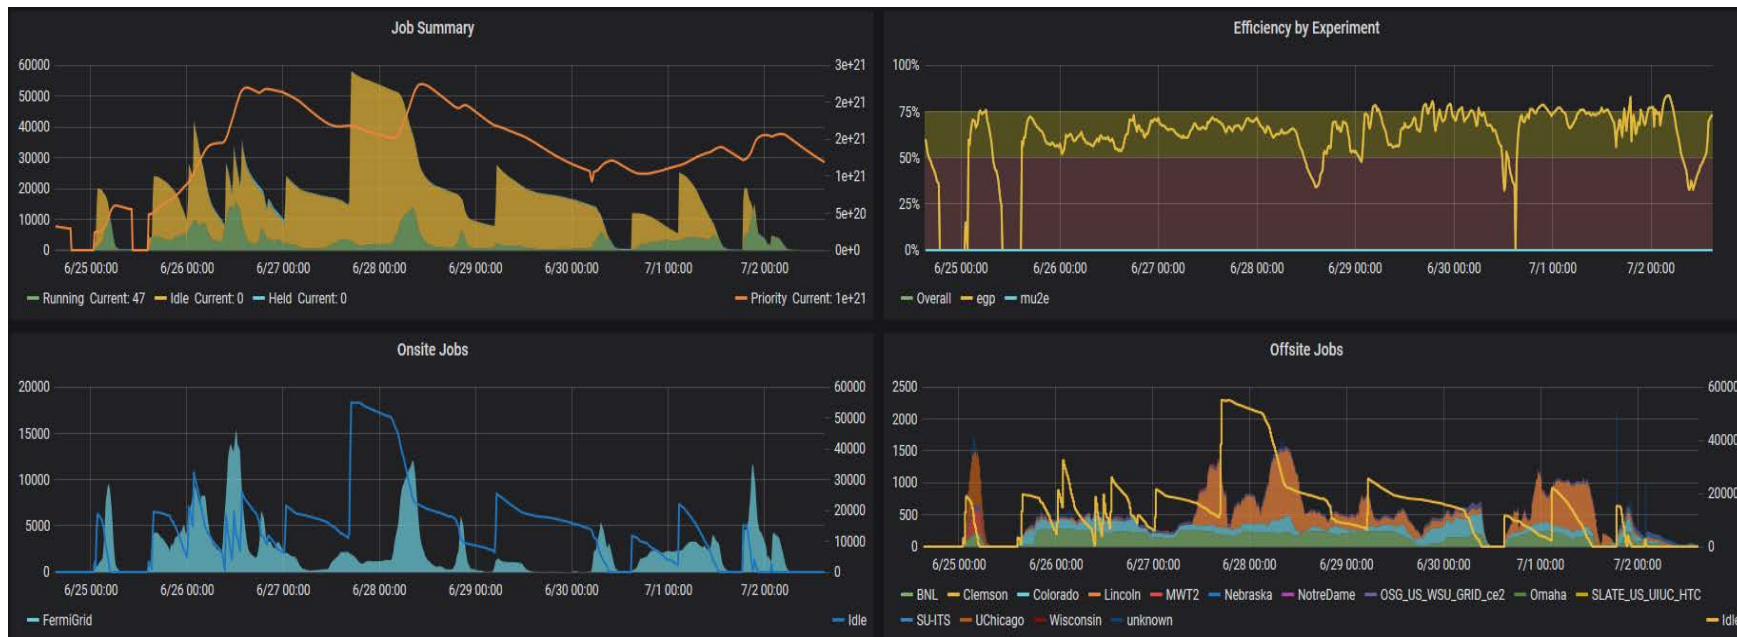 Job Summary
60000
50000
40000
30000
20000
10000
0
3e+21
2e+21
2e+21
1e+21
5e+20
0e+0
6/25 00:00 6/26 00:00 6/27 00:00 6/28 00:00 6/29 00:00 6/30 00:00 7/1 00:00 7/2 00:00
Running Current: 47 Idle Current: 0 Held Current: 0 Priority Current: 1e+21
Efficiency by Experiment
100%
75%
50%
25%
0%
6/25 00:00 6/26 00:00 6/27 00:00 6/28 00:00 6/29 00:00 6/30 00:00 7/1 00:00 7/2 00:00
Overall egp mu2e
Onsite Jobs
20000
15000
10000
5000
0
60000
50000
40000
30000
20000
10000
0
6/25 00:00 6/26 00:00 6/27 00:00 6/28 00:00 6/29 00:00 6/30 00:00 7/1 00:00 7/2 00:00
FermiGrid Idle
Offsite Jobs
2500
2000
1500
1000
500
0
60000
40000
20000
0
6/25 00:00 6/26 00:00 6/27 00:00 6/28 00:00 6/29 00:00 6/30 00:00 7/1 00:00 7/2 00:00
BNL Clemson Colorado Lincoln MWT2 Nebraska NotreDame OSG_US_WSU_GRID_ce2 Omaha SLATE_US_UIUC_HTC
SU-ITS UChicago Wisconsin unknown Idle